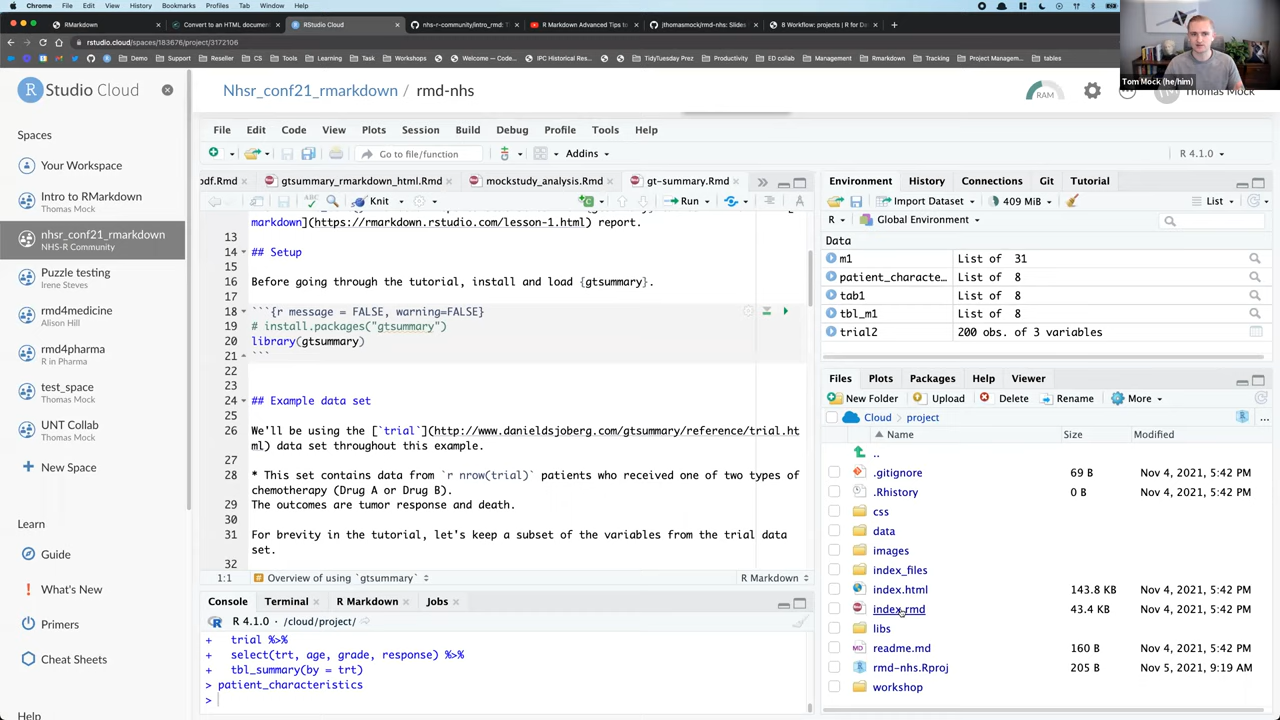 Chrome File Edit View History Bookmarks Profiles Tab Window Help
RMarkdown
Convert to an HTML document
RStudio Cloud
nhs-r-community/intro_rmd: T
R Markdown Advanced Tips to
jthomasmock/rmd-nhs: Slides
8 Workflow: projects | R for Da
rstudio.cloud/spaces/183676/project/3172106
Demo Support Reseller CS Tools Learning Task Workshops Welcome -- Co IPC Historical Res TidyTuesday Prez Productivity ED collab Management Rmarkdown Tracking Project Managem tables
Tom Mock (he/him)
R Studio Cloud
Nhsr_conf21_rmarkdown / rmd-nhs
RAM
Thomas Mock
Spaces
Your Workspace
Intro to RMarkdown
Thomas Mock
nhsr_conf21_rmarkdown
NHS-R Community
Puzzle testing
Irene Steves
rmd4medicine
Alison Hill
rmd4pharma
R in Pharma
test_space
Thomas Mock
UNT Collab
Thomas Mock
New Space
Learn
Guide
What's New
Primers
Cheat Sheets
Help
File Edit Code View Plots Session Build Debug Profile Tools Help
Go to file/function
Addins
R 4.1.0
pdf.Rmd
gtsummary_rmarkdown_html.Rmd
mockstudy_analysis.Rmd
gt-summary.Rmd
Knit
Run
markdown](https://rmarkdown.rstudio.com/lesson-1.html) report.
13
14 ## Setup
15
16 Before going through the tutorial, install and load {gtsummary}.
17
18 ```{r message = FALSE, warning=FALSE}
19 # install.packages("gtsummary")
20 library(gtsummary)
21 ```
22
23
24 ## Example data set
25
26 We'll be using the [`trial`](http://www.danieldsjoberg.com/gtsummary/reference/trial.ht
ml) data set throughout this example.
27
28 * This set contains data from `r nrow(trial)` patients who received one of two types of
chemotherapy (Drug A or Drug B).
29 The outcomes are tumor response and death.
30
31 For brevity in the tutorial, let's keep a subset of the variables from the trial data
set.
32
1:1 Overview of using `gtsummary` R Markdown
Console Terminal R Markdown Jobs
R 4.1.0 · /cloud/project/
+ trial %>%
+ select(trt, age, grade, response) %>%
+ tbl_summary(by = trt)
> patient_characteristics
>
Environment History Connections Git Tutorial
Import Dataset 409 MiB List
R Global Environment
Data
m1 List of 31
patient_characte… List of 8
tab1 List of 8
tbl_m1 List of 8
trial2 200 obs. of 3 variables
Files Plots Packages Help Viewer
New Folder Upload Delete Rename More
Cloud project
Name Size Modified
..
.gitignore 69 B Nov 4, 2021, 5:42 PM
.Rhistory 0 B Nov 4, 2021, 5:42 PM
css
data
images
index_files
index.html 143.8 KB Nov 4, 2021, 5:42 PM
index.rmd 43.4 KB Nov 4, 2021, 5:42 PM
libs
readme.md 160 B Nov 4, 2021, 5:42 PM
rmd-nhs.Rproj 205 B Nov 5, 2021, 9:19 AM
workshop